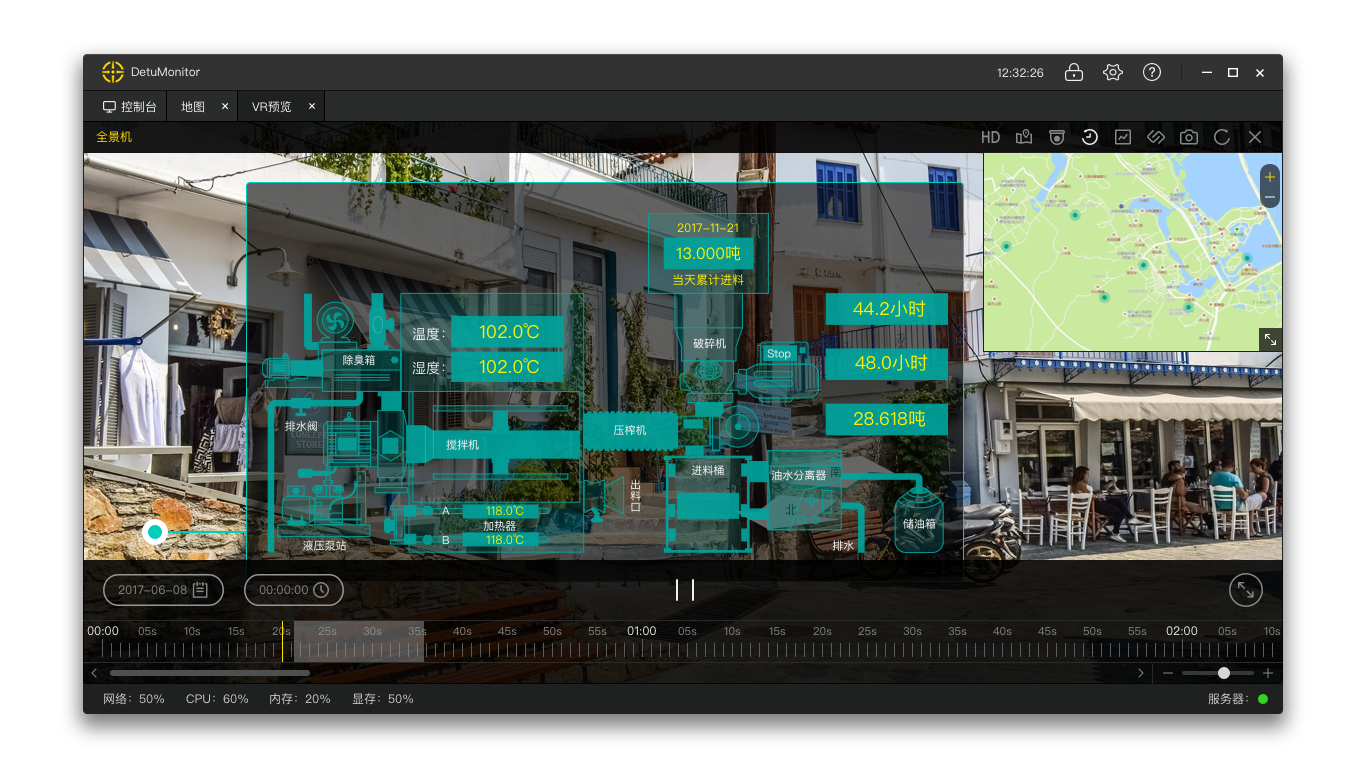 DetuMonitor
12:32:26
控制台
地图
VR预览
全景机
HD
2017-11-21
13.000吨
当天累计进料
44.2小时
温度： 102.0℃
除臭箱
破碎机
Stop
湿度： 102.0℃
48.0小时
28.618吨
排水阀
CONCEPT
STORE
搅拌机
压榨机
进料桶
油水分离器
南
出料口
A 118.0℃
加热器
B 118.0℃
北
储油箱
液压泵站
排水
2017-06-08
00:00:00
00:00 05s 10s 15s 20s 25s 30s 35s 40s 45s 50s 55s 01:00 05s 10s 15s 20s 25s 30s 35s 40s 45s 50s 55s 02:00 05s 10s
网络：50% CPU：60% 内存：20% 显存：50%
服务器：